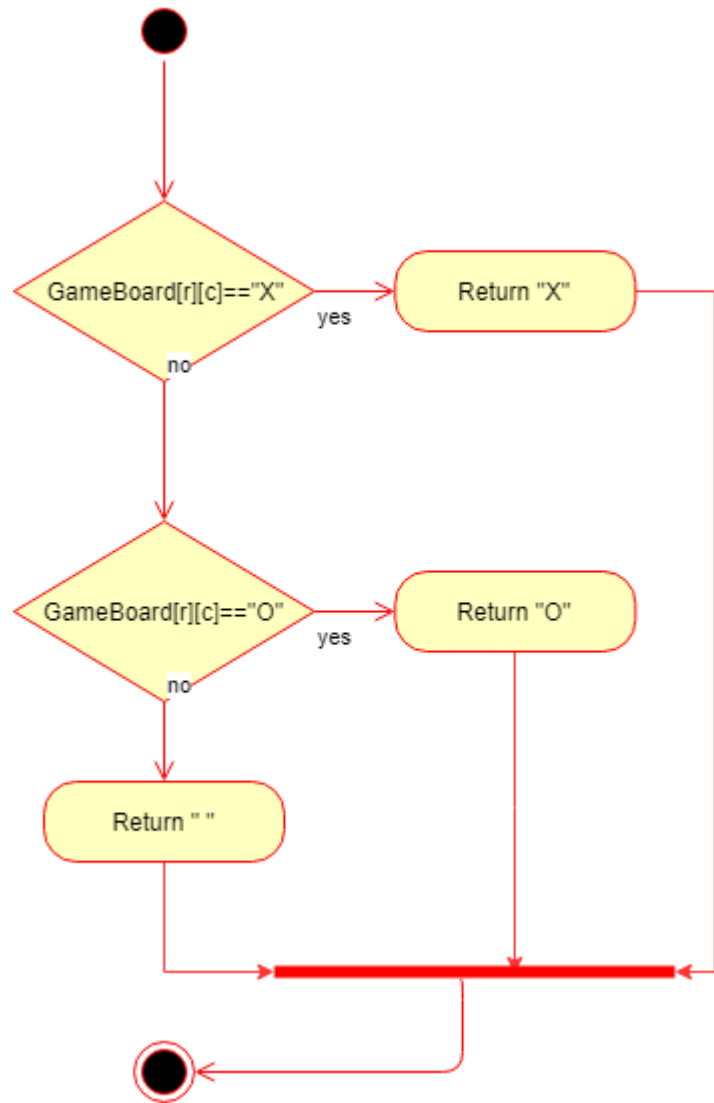 GameBoard[r][c]=="X"
yes
Return "X"
no
GameBoard[r][c]=="O"
yes
Return "O"
no
Return " "